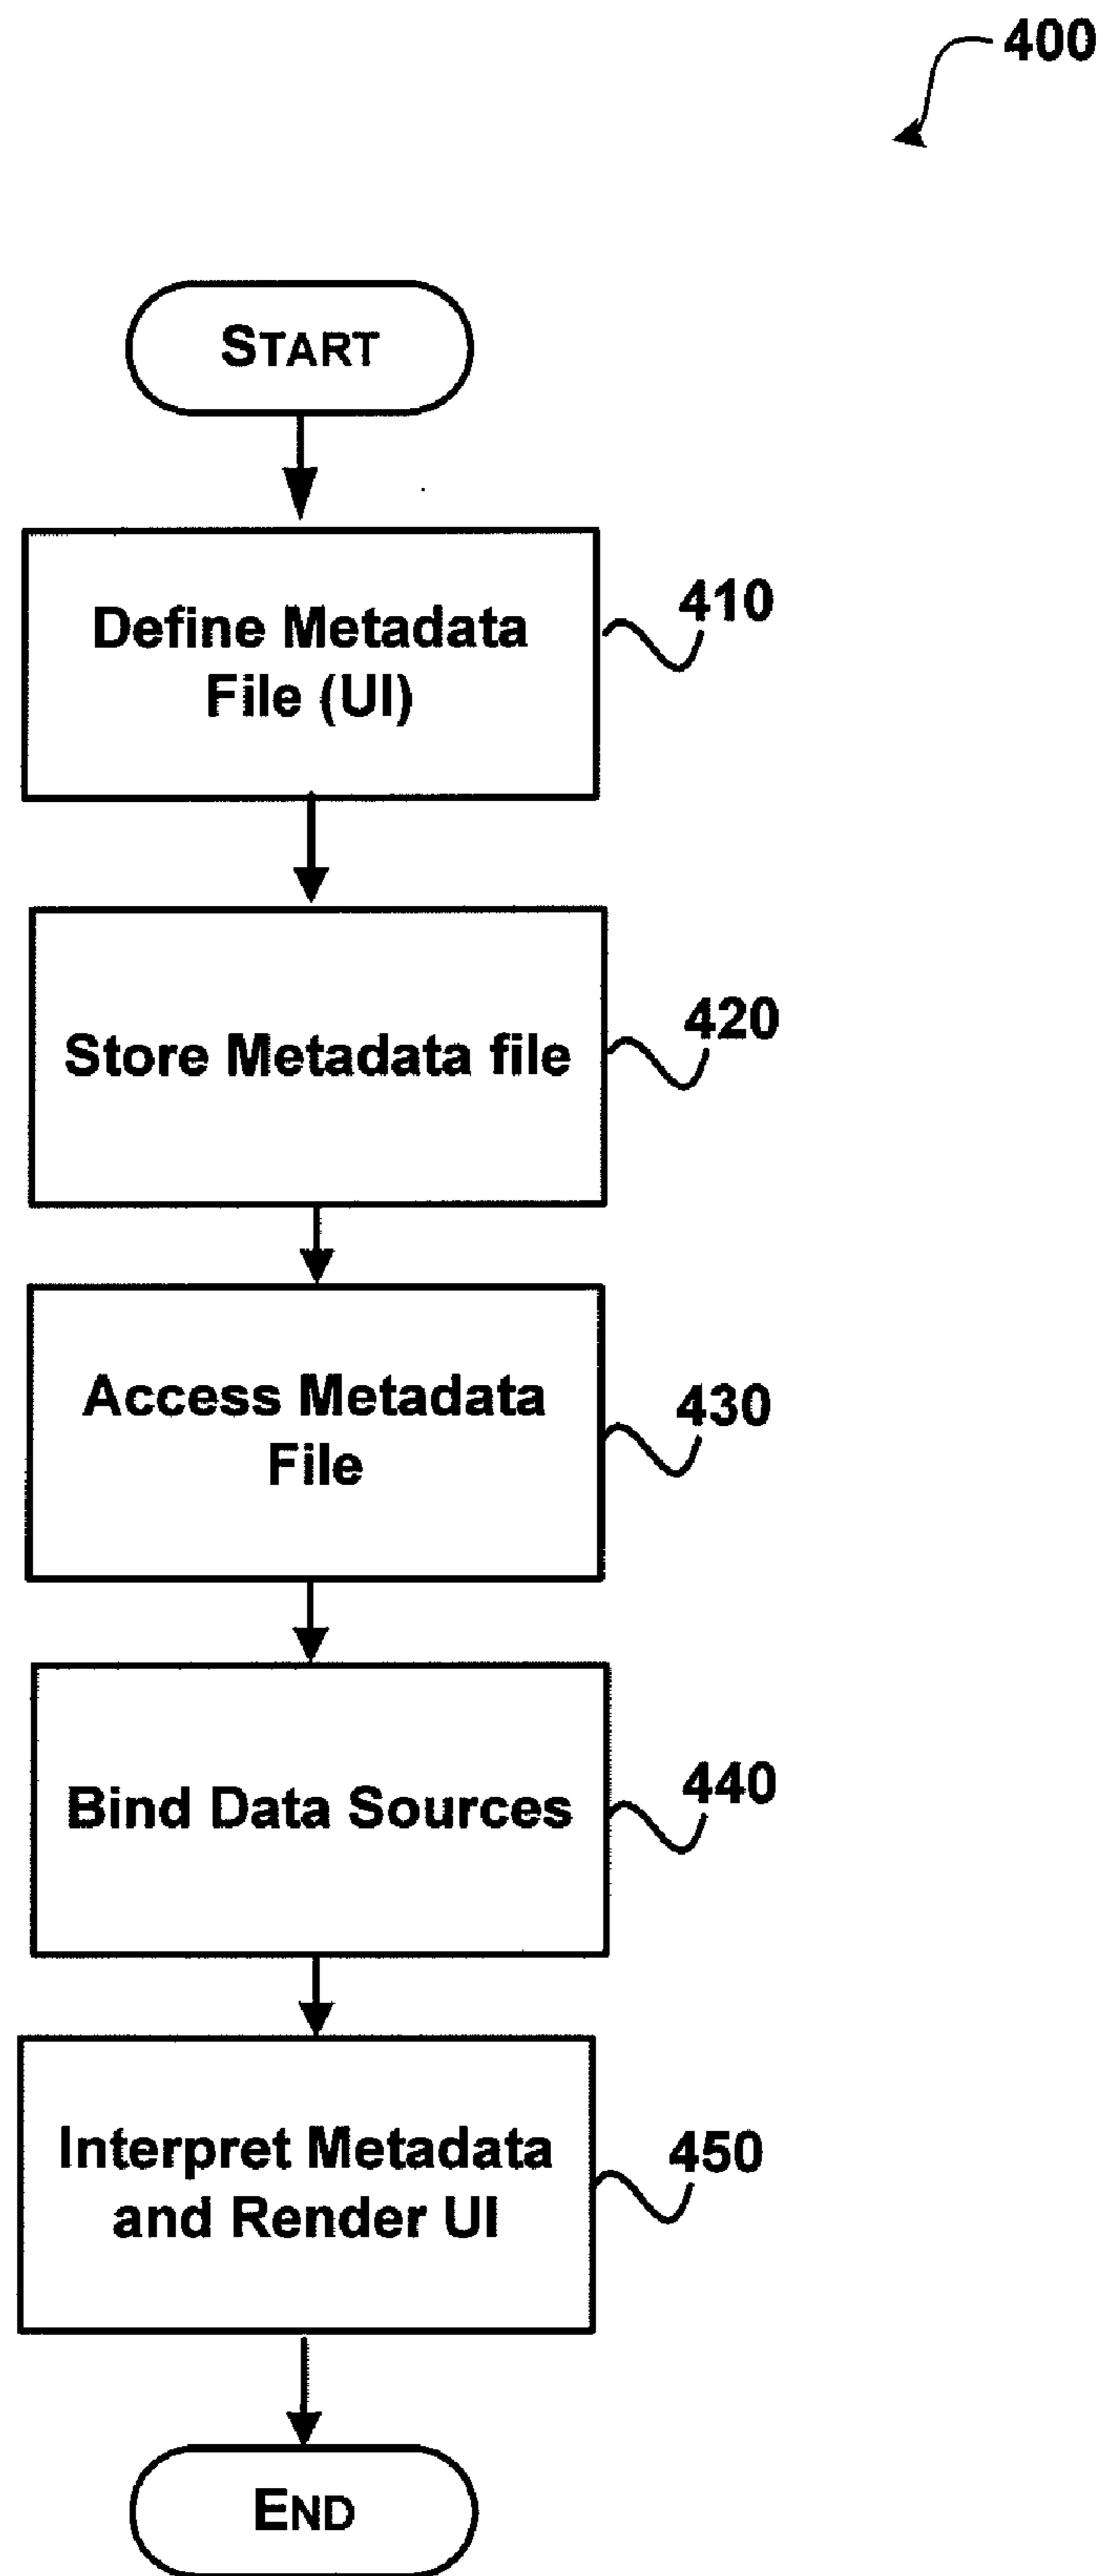 400
START
Define Metadata
File (UI)
410
Store Metadata file
420
Access Metadata
File
430
Bind Data Sources
440
Interpret Metadata
and Render UI
450
END